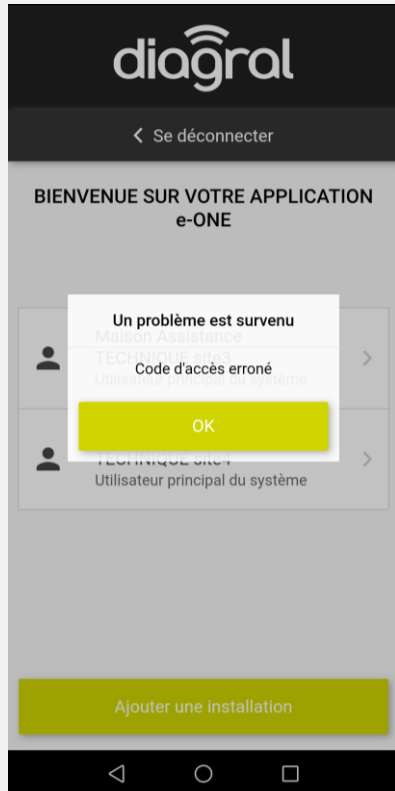 diagral
Se déconnecter
BIENVENUE SUR VOTRE APPLICATION
e-ONE
Un problème est survenu
Maison Assistance
TECHNIQUE site3
Code d'accès erroné
Utilisateur principal du système
OK
TECHNIQUE site4
Utilisateur principal du système
Ajouter une installation